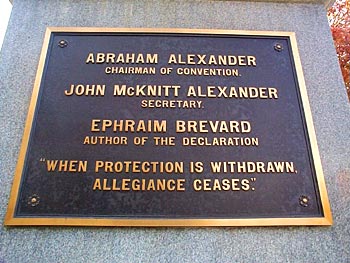 ABRAHAM ALEXANDER
CHAIRMAN OF CONVENTION.
JOHN McKNITT ALEXANDER
SECRETARY.
EPHRAIM BREVARD
AUTHOR OF THE DECLARATION
"WHEN PROTECTION IS WITHDRAWN,
ALLEGIANCE CEASES."